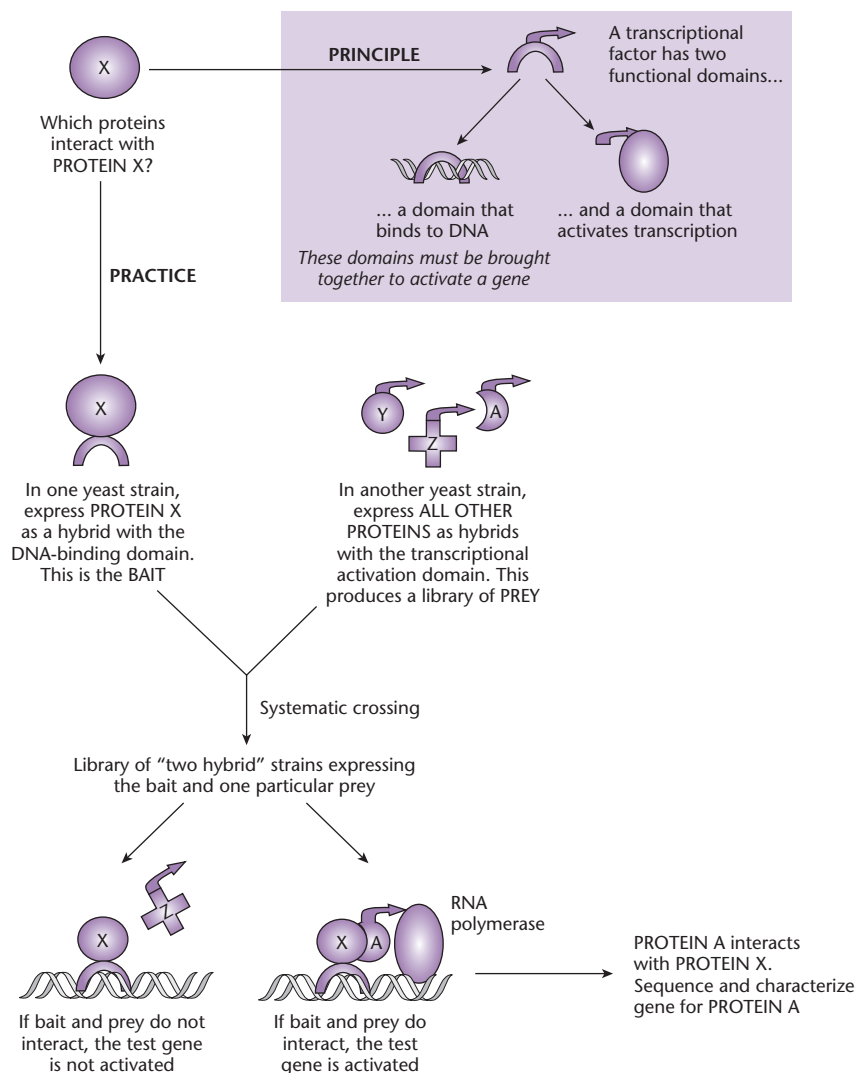 X
PRINCIPLE
A transcriptional
factor has two
functional domains...
Which proteins
interact with
PROTEIN X?
... a domain that
binds to DNA
... and a domain that
activates transcription
These domains must be brought
together to activate a gene
PRACTICE
X
Y
Z
A
In one yeast strain,
express PROTEIN X
as a hybrid with the
DNA-binding domain.
This is the BAIT
In another yeast strain,
express ALL OTHER
PROTEINS as hybrids
with the transcriptional
activation domain. This
produces a library of PREY
Systematic crossing
Library of “two hybrid” strains expressing
the bait and one particular prey
X
Z
X
A
RNA
polymerase
If bait and prey do not
interact, the test gene
is not activated
If bait and prey do
interact, the test
gene is activated
PROTEIN A interacts
with PROTEIN X.
Sequence and characterize
gene for PROTEIN A